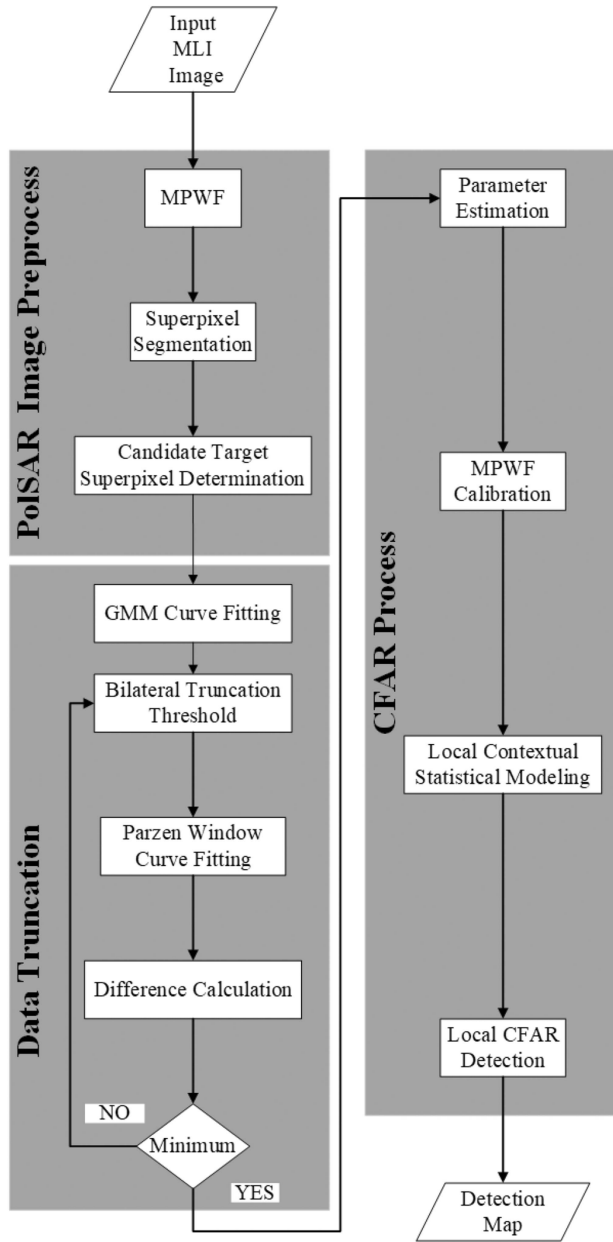 Input
MLI
Image
PolSAR Image Preprocess
MPWF
Superpixel
Segmentation
Candidate Target
Superpixel Determination
Data Truncation
GMM Curve Fitting
Bilateral Truncation
Threshold
Parzen Window
Curve Fitting
Difference Calculation
NO
Minimum
YES
CFAR Process
Parameter
Estimation
MPWF
Calibration
Local Contextual
Statistical Modeling
Local CFAR
Detection
Detection
Map